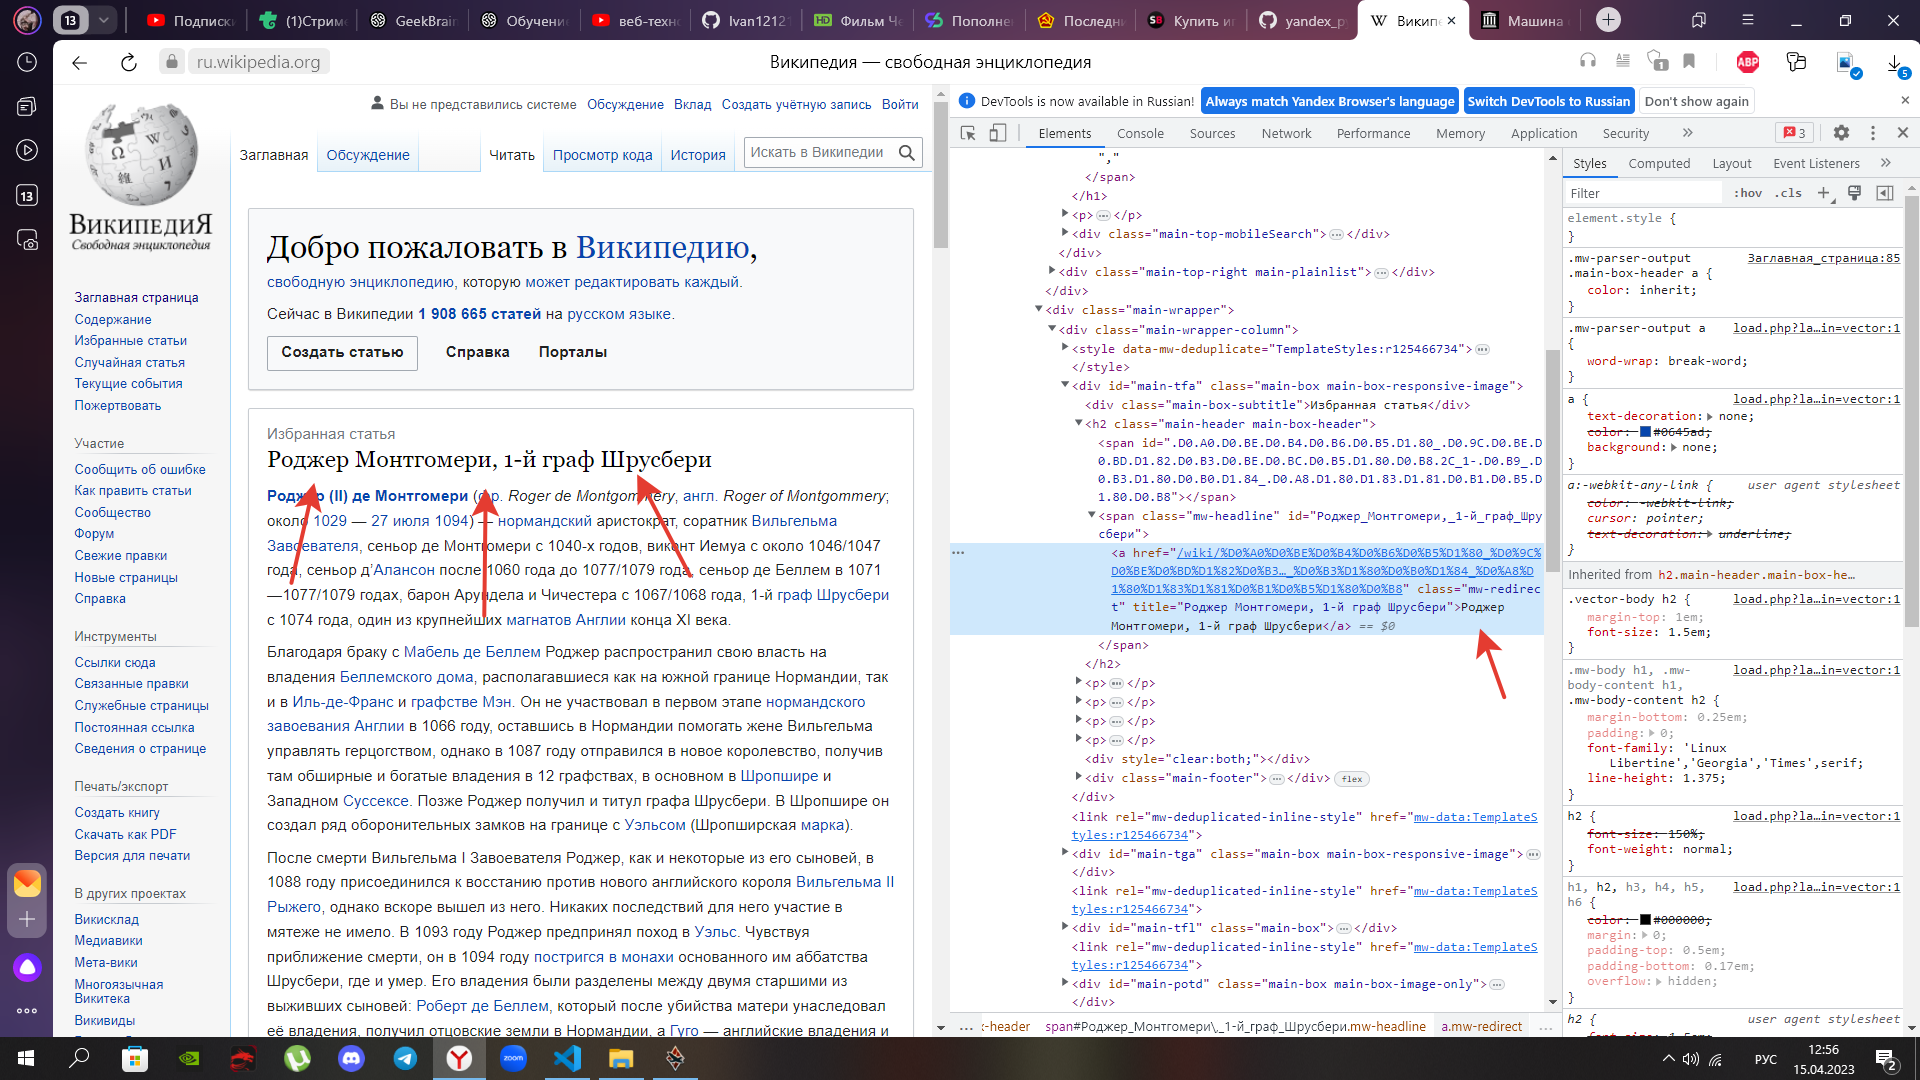 13
Подписки
(1)Стриме
GeekBrain
Обучение
веб-техно
Ivan12121
Фильм Че
Пополнен
Последни
Купить иг
yandex_py
Википе
Машина
ru.wikipedia.org
Википедия — свободная энциклопедия
1
ABP
5
13
Вы не представились системе Обсуждение Вклад Создать учётную запись Войти
Заглавная Обсуждение Читать Просмотр кода История Искать в Википедии
ВИКИПЕДИЯ
Свободная энциклопедия
Заглавная страница
Содержание
Избранные статьи
Случайная статья
Текущие события
Пожертвовать
Участие
Сообщить об ошибке
Как править статьи
Сообщество
Форум
Свежие правки
Новые страницы
Справка
Инструменты
Ссылки сюда
Связанные правки
Служебные страницы
Постоянная ссылка
Сведения о странице
Печать/экспорт
Создать книгу
Скачать как PDF
Версия для печати
В других проектах
Викисклад
Медиавики
Мета-вики
Многоязычная
Викитека
Викивиды
Добро пожаловать в Википедию,
свободную энциклопедию, которую может редактировать каждый.
Сейчас в Википедии 1 908 665 статей на русском языке.
Создать статью Справка Порталы
Избранная статья
Роджер Монтгомери, 1-й граф Шрусбери
Роджер (II) де Монтгомери (фр. Roger de Montgommery, англ. Roger of Montgommery;
около 1029 — 27 июля 1094) — нормандский аристократ, соратник Вильгельма
Завоевателя, сеньор де Монтгомери с 1040-х годов, виконт Иемуа с около 1046/1047
года, сеньор д’Алансон после 1060 года до 1077/1079 года, сеньор де Беллем в 1071
—1077/1079 годах, барон Арундела и Чичестера с 1067/1068 года, 1-й граф Шрусбери
с 1074 года, один из крупнейших магнатов Англии конца XI века.
Благодаря браку с Мабель де Беллем Роджер распространил свою власть на
владения Беллемского дома, располагавшиеся как на южной границе Нормандии, так
и в Иль-де-Франс и графстве Мэн. Он не участвовал в первом этапе нормандского
завоевания Англии в 1066 году, оставшись в Нормандии помогать жене Вильгельма
управлять герцогством, однако в 1087 году отправился в новое королевство, получив
там обширные и богатые владения в 12 графствах, в основном в Шропшире и
Западном Суссексе. Позже Роджер получил и титул графа Шрусбери. В Шропшире он
создал ряд оборонительных замков на границе с Уэльсом (Шропширская марка).
После смерти Вильгельма I Завоевателя Роджер, как и некоторые из его сыновей, в
1088 году присоединился к восстанию против нового английского короля Вильгельма II
Рыжего, однако вскоре вышел из него. Никаких последствий для него участие в
мятеже не имело. В 1093 году Роджер предпринял поход в Уэльс. Чувствуя
приближение смерти, он в 1094 году постригся в монахи основанного им аббатства
Шрусбери, где и умер. Его владения были разделены между двумя старшими из
выживших сыновей: Роберт де Беллем, который после убийства матери унаследовал
её владения, получил отцовские земли в Нормандии, а Гуго — английские владения и
DevTools is now available in Russian! Always match Yandex Browser's language Switch DevTools to Russian Don't show again
Elements Console Sources Network Performance Memory Application Security 3
","
</span>
</h1>
<p>…</p>
<div class="main-top-mobileSearch">…</div>
</div>
<div class="main-top-right main-plainlist">…</div>
</div>
<div class="main-wrapper">
<div class="main-wrapper-column">
<style data-mw-deduplicate="TemplateStyles:r125466734">…
</style>
<div id="main-tfa" class="main-box main-box-responsive-image">
<div class="main-box-subtitle">Избранная статья</div>
<h2 class="main-header main-box-header">
<span id=".D0.A0.D0.BE.D0.B4.D0.B6.D0.B5.D1.80_.D0.9C.D0.BE.D
0.BD.D1.82.D0.B3.D0.BE.D0.BC.D0.B5.D1.80.D0.B8.2C_1-.D0.B9_.D
0.B3.D1.80.D0.B0.D1.84_.D0.A8.D1.80.D1.83.D1.81.D0.B1.D0.B5.D
1.80.D0.B8"></span>
<span class="mw-headline" id="Роджер_Монтгомери,_1-й_граф_Шру
сбери">
<a href="/wiki/%D0%A0%D0%BE%D0%B4%D0%B6%D0%B5%D1%80_%D0%9C%
D0%BE%D0%BD%D1%82%D0%B3…_%D0%B3%D1%80%D0%B0%D1%84_%D0%A8%D
1%80%D1%83%D1%81%D0%B1%D0%B5%D1%80%D0%B8" class="mw-redirec
t" title="Роджер Монтгомери, 1-й граф Шрусбери">Роджер
Монтгомери, 1-й граф Шрусбери</a> == $0
</span>
</h2>
<p>…</p>
<p>…</p>
<p>…</p>
<p>…</p>
<div style="clear:both;"></div>
<div class="main-footer">…</div> flex
</div>
<link rel="mw-deduplicated-inline-style" href="mw-data:TemplateS
tyles:r125466734">
<div id="main-tga" class="main-box main-box-responsive-image">…
</div>
<link rel="mw-deduplicated-inline-style" href="mw-data:TemplateS
tyles:r125466734">
<div id="main-tfl" class="main-box">…</div>
<link rel="mw-deduplicated-inline-style" href="mw-data:TemplateS
tyles:r125466734">
<div id="main-potd" class="main-box main-box-image-only">…
</div>
… x-header span#Роджер_Монтгомери\,_1-й_граф_Шрусбери.mw-headline a.mw-redirect …
Styles Computed Layout Event Listeners
Filter :hov .cls
element.style {
}
.mw-parser-output Заглавная_страница:85
.main-box-header a {
color: inherit;
}
.mw-parser-output a load.php?la…in=vector:1
{
word-wrap: break-word;
}
a { load.php?la…in=vector:1
text-decoration: none;
color: #0645ad;
background: none;
}
a:-webkit-any-link { user agent stylesheet
color: -webkit-link;
cursor: pointer;
text-decoration: underline;
}
Inherited from h2.main-header.main-box-he…
.vector-body h2 { load.php?la…in=vector:1
margin-top: 1em;
font-size: 1.5em;
}
.mw-body h1, .mw- load.php?la…in=vector:1
body-content h1,
.mw-body-content h2 {
margin-bottom: 0.25em;
padding: 0;
font-family: 'Linux
Libertine','Georgia','Times',serif;
line-height: 1.375;
}
h2 { load.php?la…in=vector:1
font-size: 150%;
font-weight: normal;
}
h1, h2, h3, h4, h5, load.php?la…in=vector:1
h6 {
color: #000000;
margin: 0;
padding-top: 0.5em;
padding-bottom: 0.17em;
overflow: hidden;
}
h2 { user agent stylesheet
zoom
РУС
12:56
15.04.2023
2